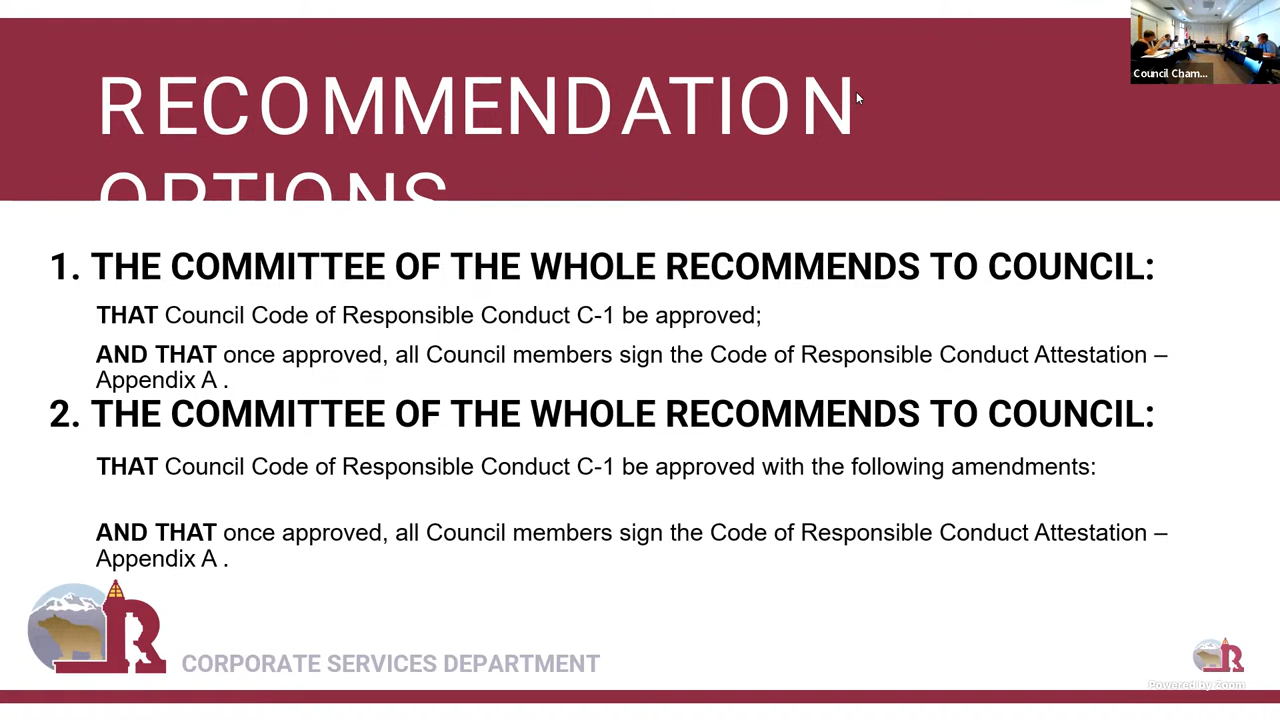 RECOMMENDATION
OPTIONS
Council Cham...
1. THE COMMITTEE OF THE WHOLE RECOMMENDS TO COUNCIL:
THAT Council Code of Responsible Conduct C-1 be approved;
AND THAT once approved, all Council members sign the Code of Responsible Conduct Attestation –
Appendix A .
2. THE COMMITTEE OF THE WHOLE RECOMMENDS TO COUNCIL:
THAT Council Code of Responsible Conduct C-1 be approved with the following amendments:
AND THAT once approved, all Council members sign the Code of Responsible Conduct Attestation –
Appendix A .
R
CORPORATE SERVICES DEPARTMENT
R
Powered by Zoom